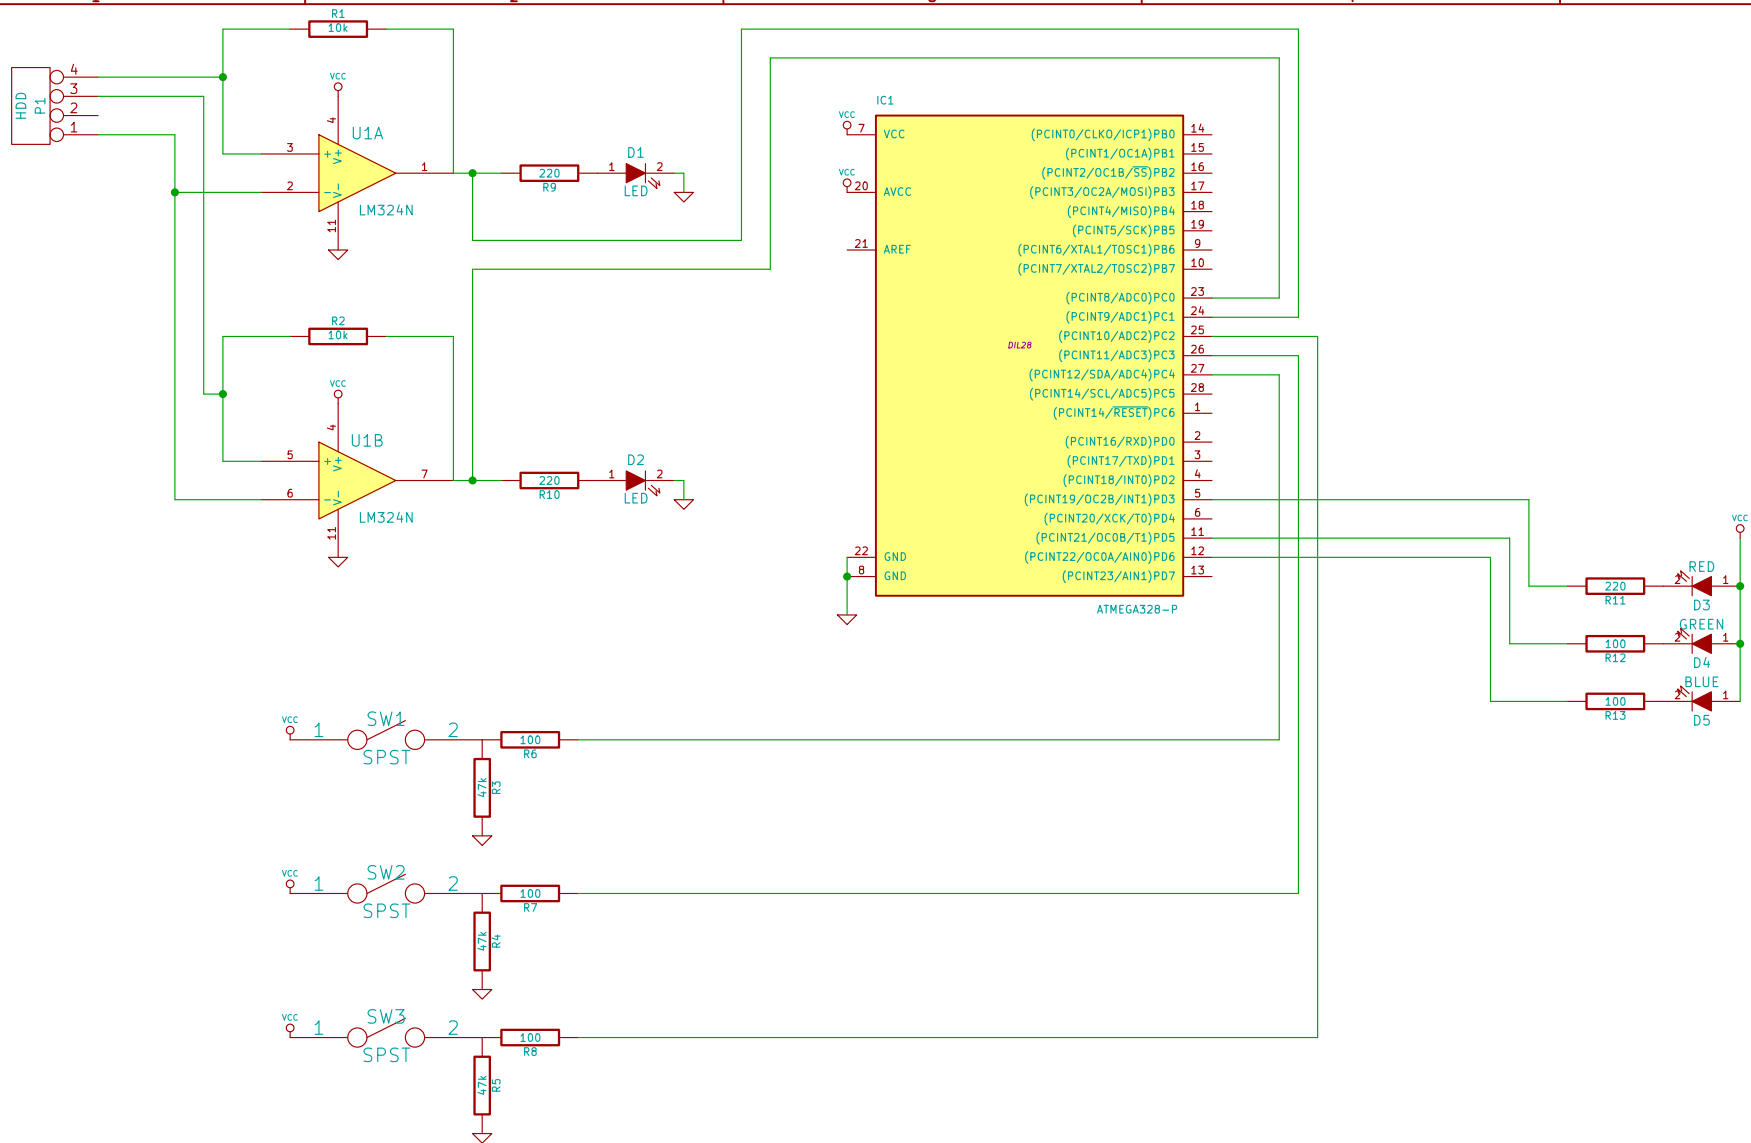 R1
10k
HDD
P1
4
3
2
1
VCC
4
U1A
3
+
V+
1
2
-
V-
11
LM324N
220
R9
1
D1
2
LED
R2
10k
VCC
4
U1B
5
+
V+
7
6
-
V-
11
LM324N
220
R10
1
D2
2
LED
IC1
VCC
7 VCC
VCC
20 AVCC
21 AREF
22 GND
8 GND
DIL28
(PCINT0/CLKO/ICP1)PB0 14
(PCINT1/OC1A)PB1 15
(PCINT2/OC1B/SS)PB2 16
(PCINT3/OC2A/MOSI)PB3 17
(PCINT4/MISO)PB4 18
(PCINT5/SCK)PB5 19
(PCINT6/XTAL1/TOSC1)PB6 9
(PCINT7/XTAL2/TOSC2)PB7 10
(PCINT8/ADC0)PC0 23
(PCINT9/ADC1)PC1 24
(PCINT10/ADC2)PC2 25
(PCINT11/ADC3)PC3 26
(PCINT12/SDA/ADC4)PC4 27
(PCINT14/SCL/ADC5)PC5 28
(PCINT14/RESET)PC6 1
(PCINT16/RXD)PD0 2
(PCINT17/TXD)PD1 3
(PCINT18/INT0)PD2 4
(PCINT19/OC2B/INT1)PD3 5
(PCINT20/XCK/T0)PD4 6
(PCINT21/OC0B/T1)PD5 11
(PCINT22/OC0A/AIN0)PD6 12
(PCINT23/AIN1)PD7 13
ATMEGA328-P
VCC
RED
220
R11
2
1
D3
GREEN
100
R12
2
1
D4
BLUE
100
R13
2
1
D5
VCC
1
SW1
2
SPST
100
R6
47k
R3
VCC
1
SW2
2
SPST
100
R7
47k
R4
VCC
1
SW3
2
SPST
100
R8
47k
R5